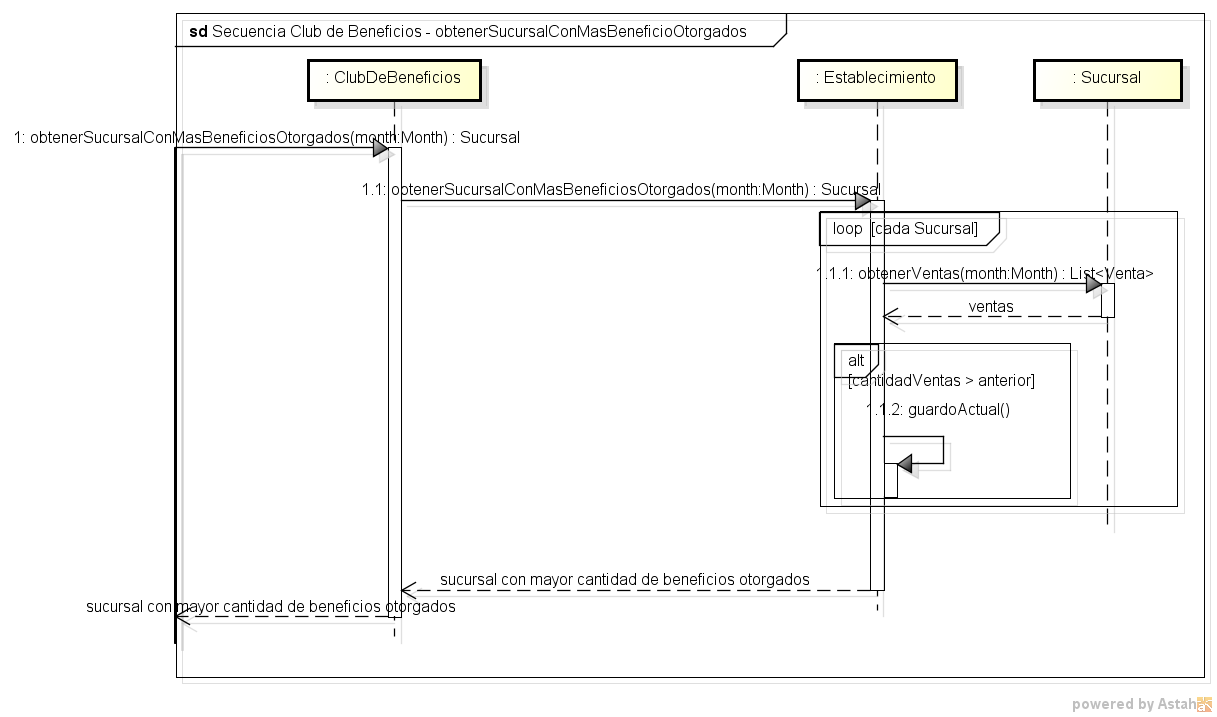 sd Secuencia Club de Beneficios - obtenerSucursalConMasBeneficioOtorgados
: ClubDeBeneficios
: Establecimiento
: Sucursal
1: obtenerSucursalConMasBeneficiosOtorgados(month:Month) : Sucursal
1.1: obtenerSucursalConMasBeneficiosOtorgados(month:Month) : Sucursal
loop [cada Sucursal]
1.1.1: obtenerVentas(month:Month) : List<Venta>
ventas
alt
[cantidadVentas > anterior]
1.1.2: guardoActual()
sucursal con mayor cantidad de beneficios otorgados
sucursal con mayor cantidad de beneficios otorgados
powered by Astah